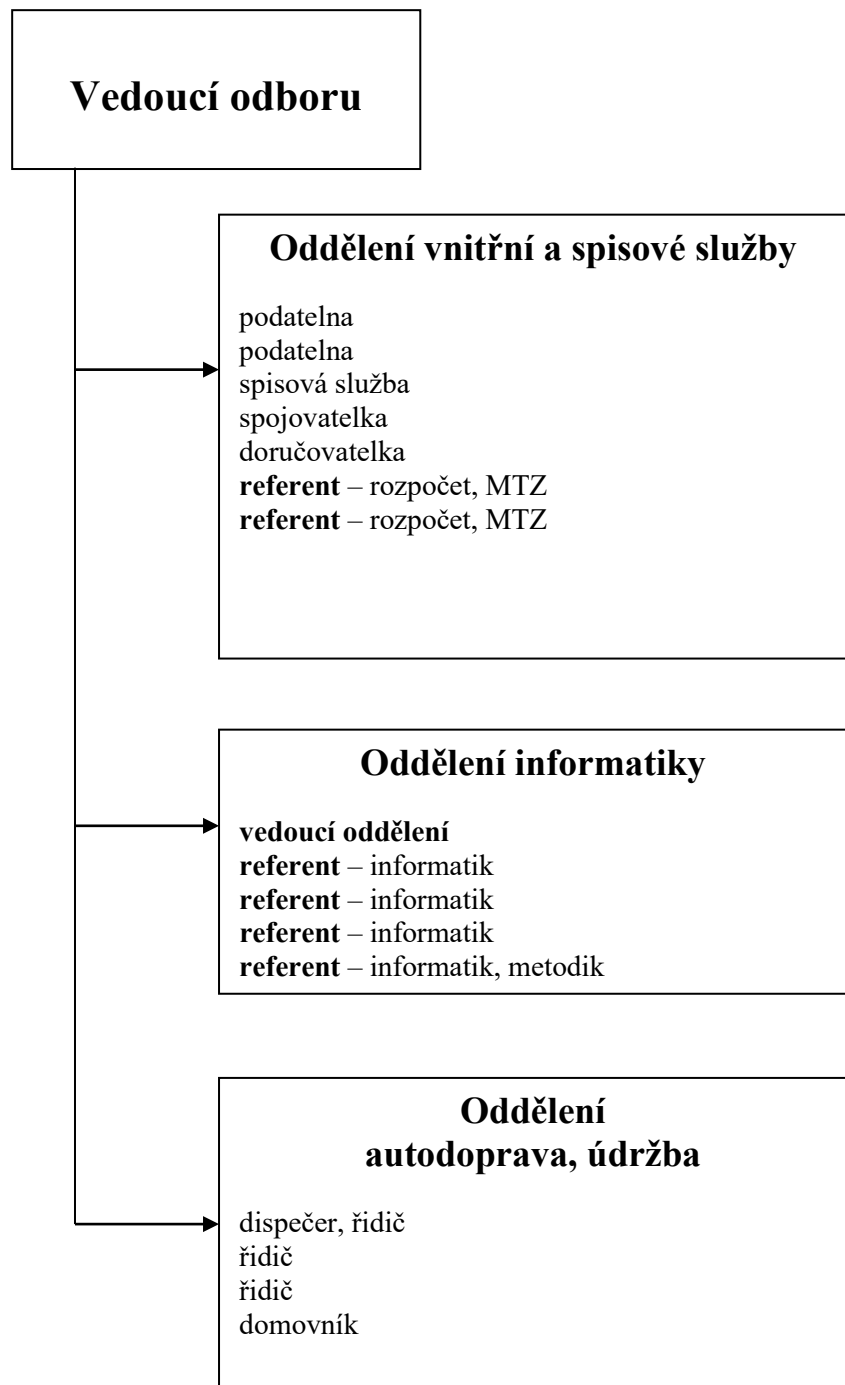 Vedoucí odboru
Oddělení vnitřní a spisové služby
podatelna
podatelna
spisová služba
spojovatelka
doručovatelka
referent – rozpočet, MTZ
referent – rozpočet, MTZ
Oddělení informatiky
vedoucí oddělení
referent – informatik
referent – informatik
referent – informatik
referent – informatik, metodik
Oddělení
autodoprava, údržba
dispečer, řidič
řidič
řidič
domovník